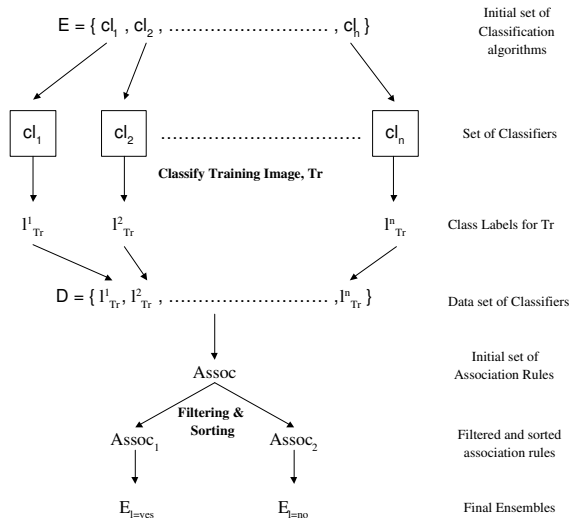 E = { cl1 , cl2 , .............................. , clh }
Initial set of
Classification
algorithms
cl1 cl2 .................................. cln
Set of Classifiers
Classify Training Image, Tr
l1Tr l2Tr lnTr
Class Labels for Tr
D = { l1Tr, l2Tr , ........................... ,lnTr }
Data set of Classifiers
Assoc
Initial set of
Association Rules
Filtering &
Sorting
Assoc1 Assoc2
Filtered and sorted
association rules
El=yes El=no
Final Ensembles